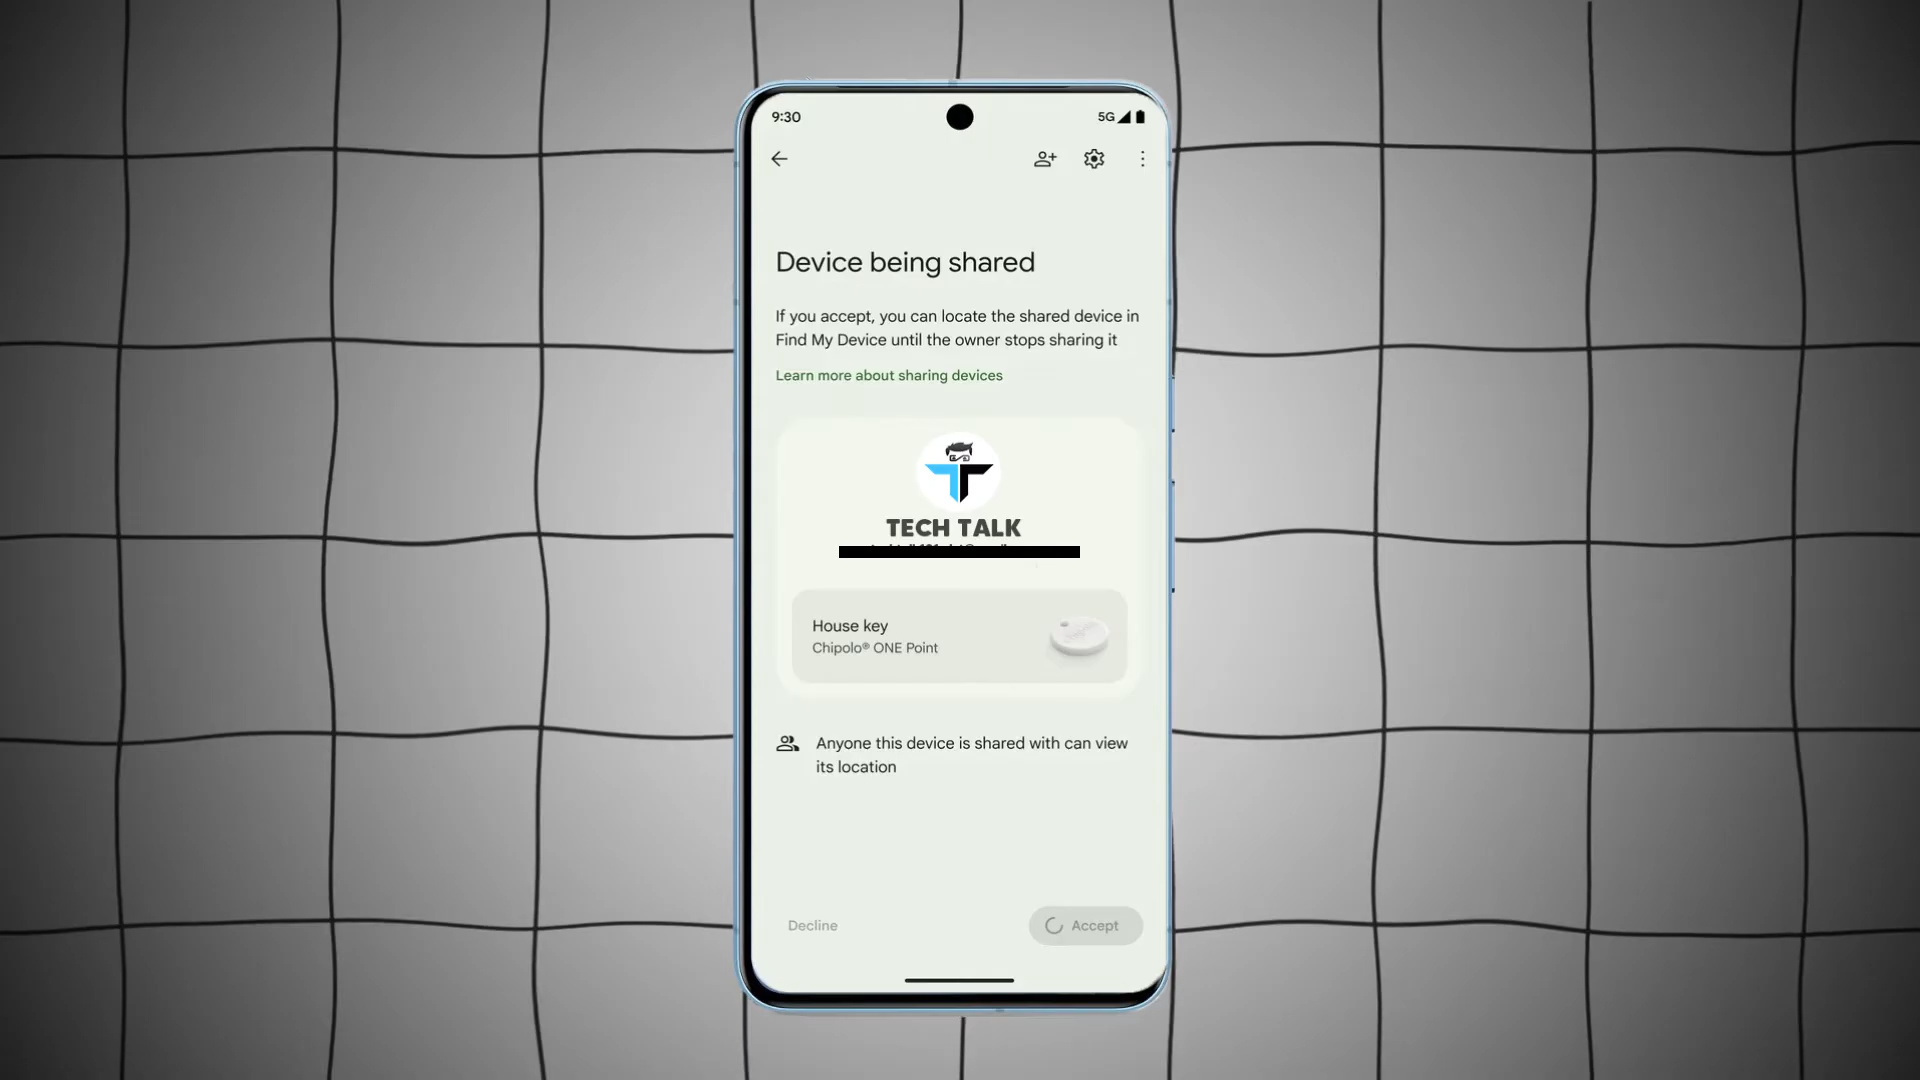 9:30
5G
Device being shared
If you accept, you can locate the shared device in
Find My Device until the owner stops sharing it
Learn more about sharing devices
TECH TALK
House key
Chipolo® ONE Point
Anyone this device is shared with can view
its location
Decline
Accept